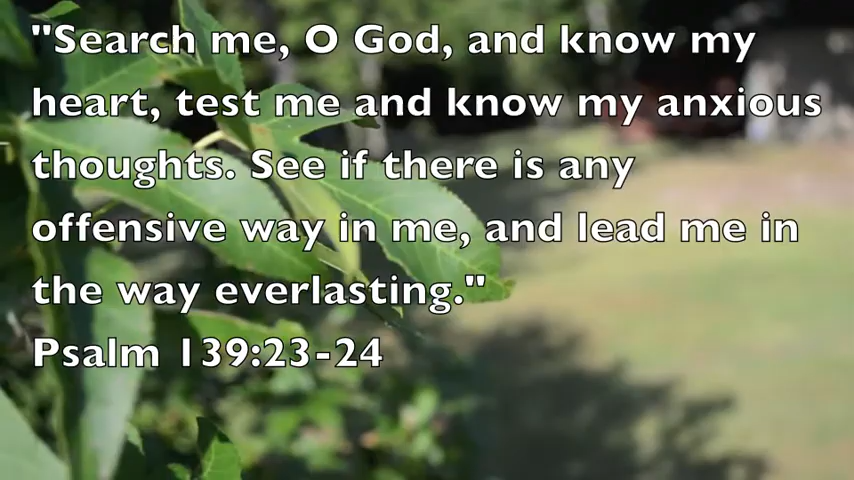 "Search me, O God, and know my
heart, test me and know my anxious
thoughts. See if there is any
offensive way in me, and lead me in
the way everlasting."
Psalm 139:23-24